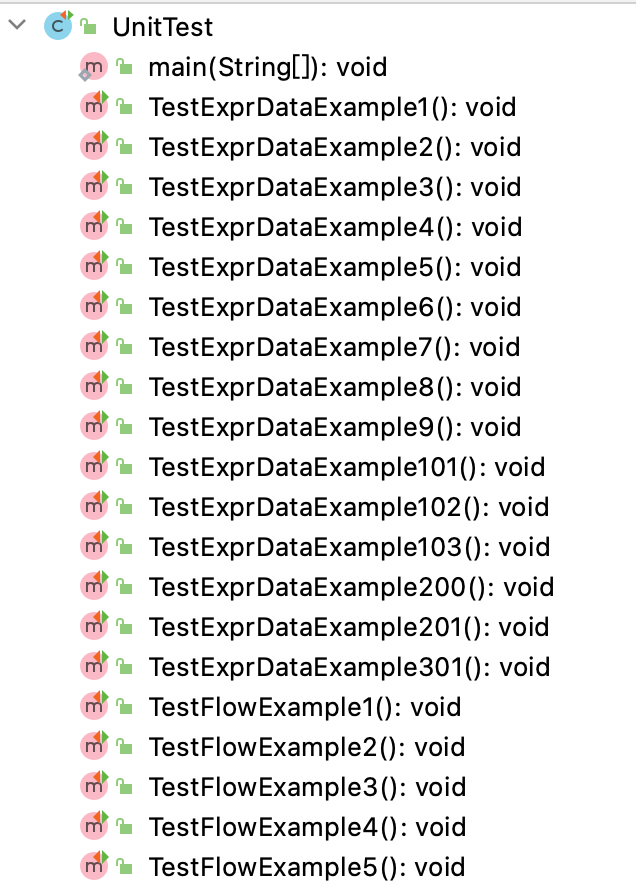 UnitTest
main(String[]): void
TestExprDataExample1(): void
TestExprDataExample2(): void
TestExprDataExample3(): void
TestExprDataExample4(): void
TestExprDataExample5(): void
TestExprDataExample6(): void
TestExprDataExample7(): void
TestExprDataExample8(): void
TestExprDataExample9(): void
TestExprDataExample101(): void
TestExprDataExample102(): void
TestExprDataExample103(): void
TestExprDataExample200(): void
TestExprDataExample201(): void
TestExprDataExample301(): void
TestFlowExample1(): void
TestFlowExample2(): void
TestFlowExample3(): void
TestFlowExample4(): void
TestFlowExample5(): void